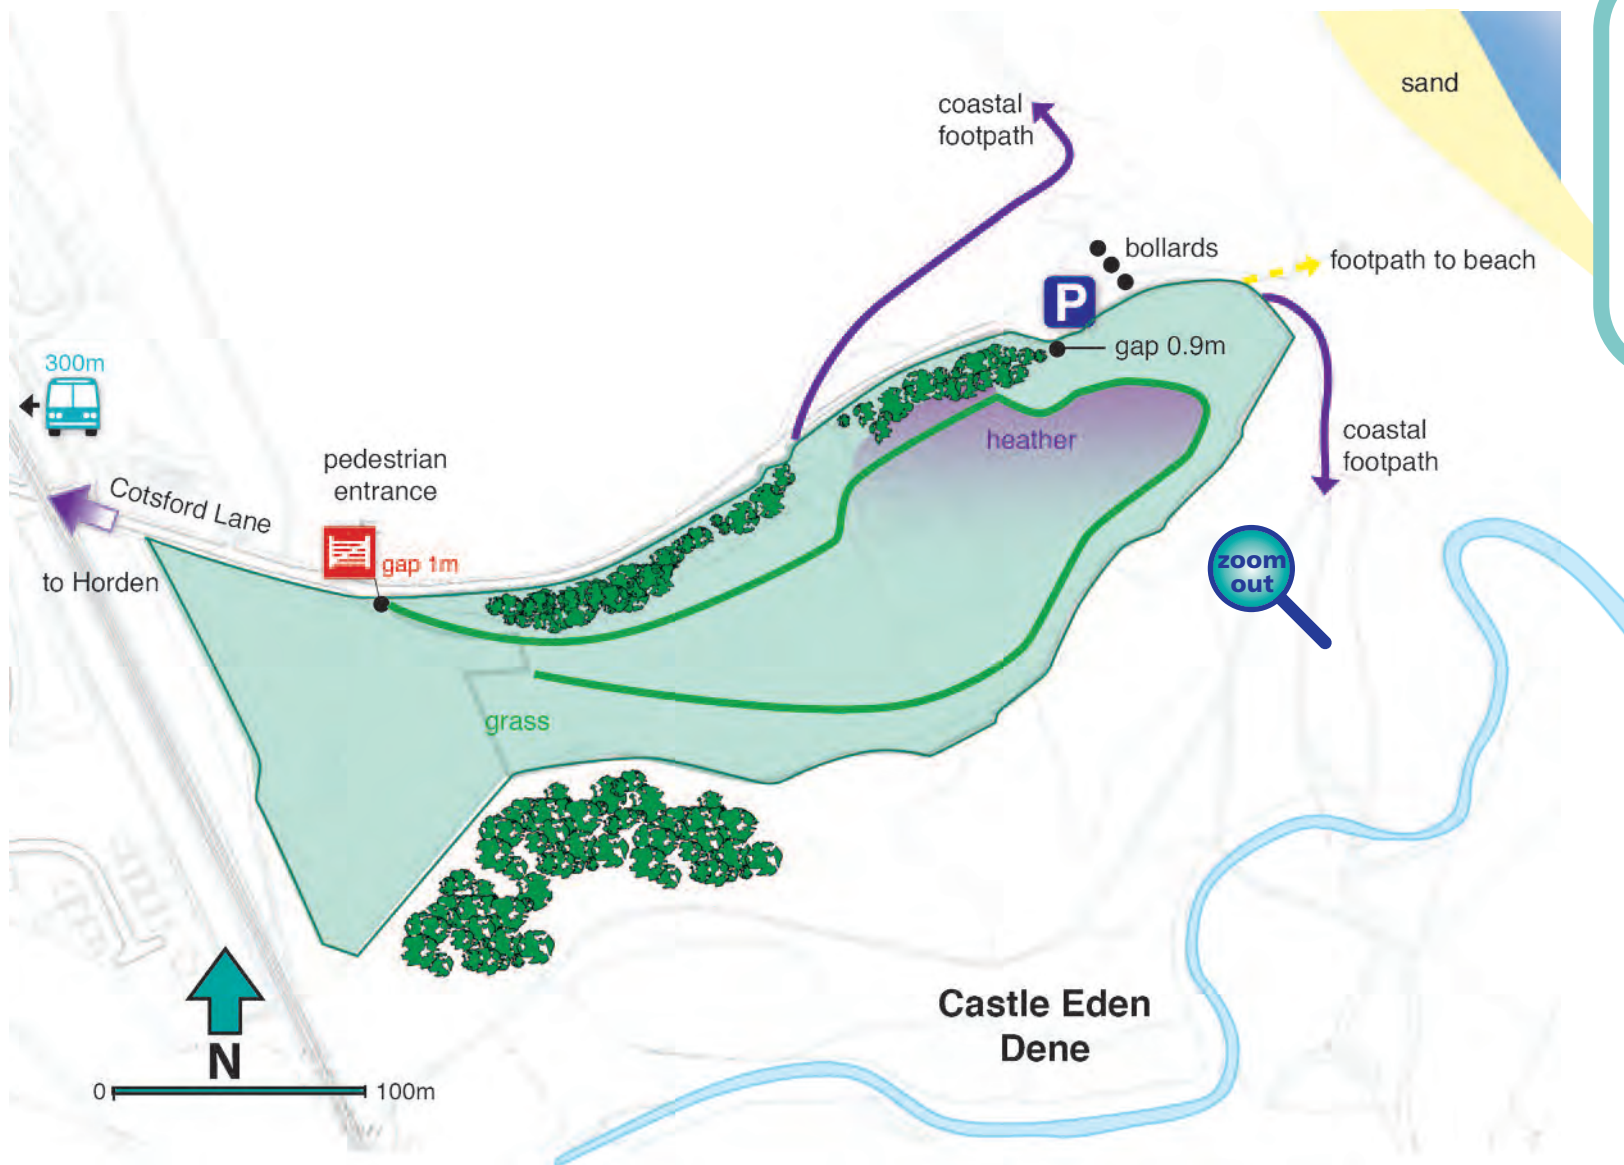 sand
coastal
footpath
bollards
footpath to beach
P
gap 0.9m
300m
heather
coastal
footpath
pedestrian
entrance
Cotsford Lane
gap 1m
to Horden
zoom
out
grass
Castle Eden
Dene
N
0
100m